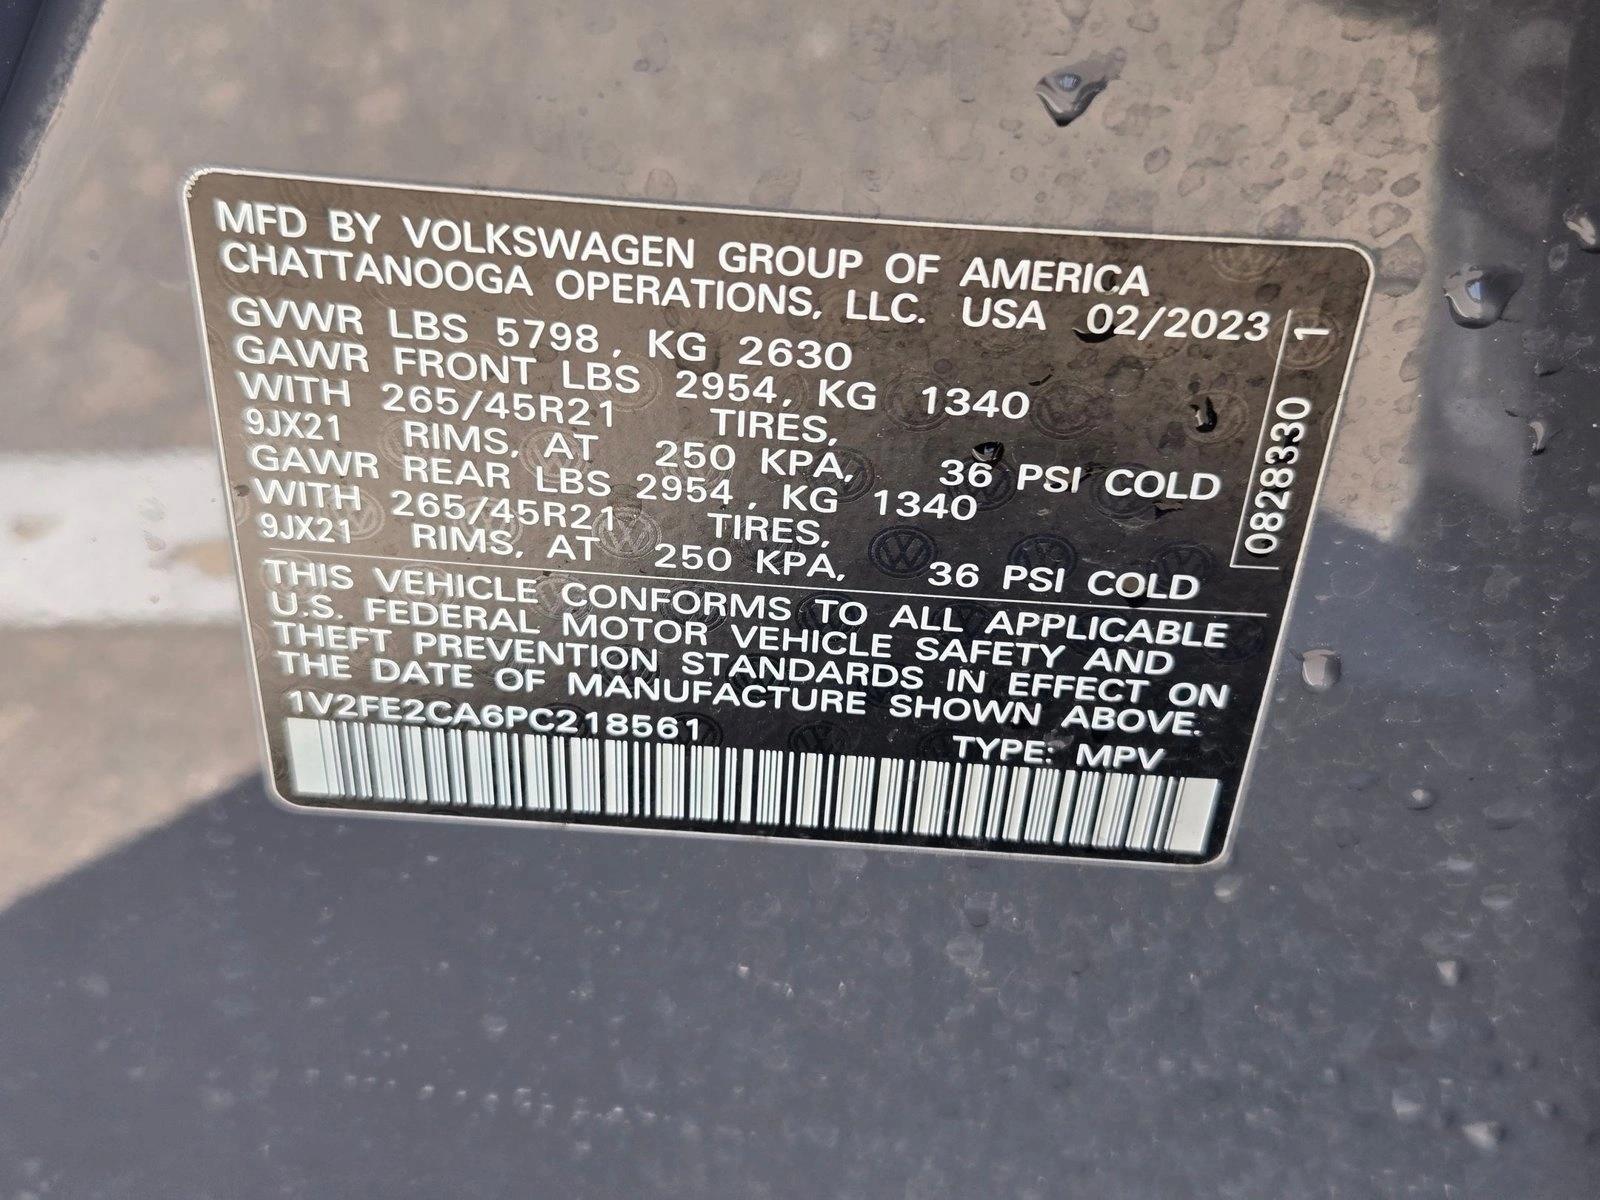 MFD BY VOLKSWAGEN GROUP OF AMERICA
CHATTANOOGA OPERATIONS, LLC. USA 02/2023
GVWR LBS 5798, KG 2630
GAWR FRONT LBS 2954, KG 1340
WITH 265/45R21 TIRES,
9JX21 RIMS, AT 250 KPA, 36 PSI COLD
GAWR REAR LBS 2954, KG 1340
WITH 265/45R21 TIRES,
9JX21 RIMS, AT 250 KPA, 36 PSI COLD
THIS VEHICLE CONFORMS TO ALL APPLICABLE
U.S. FEDERAL MOTOR VEHICLE SAFETY AND
THEFT PREVENTION STANDARDS IN EFFECT ON
THE DATE OF MANUFACTURE SHOWN ABOVE.
1V2FE2CA6PC218561
TYPE: MPV
0828330 1